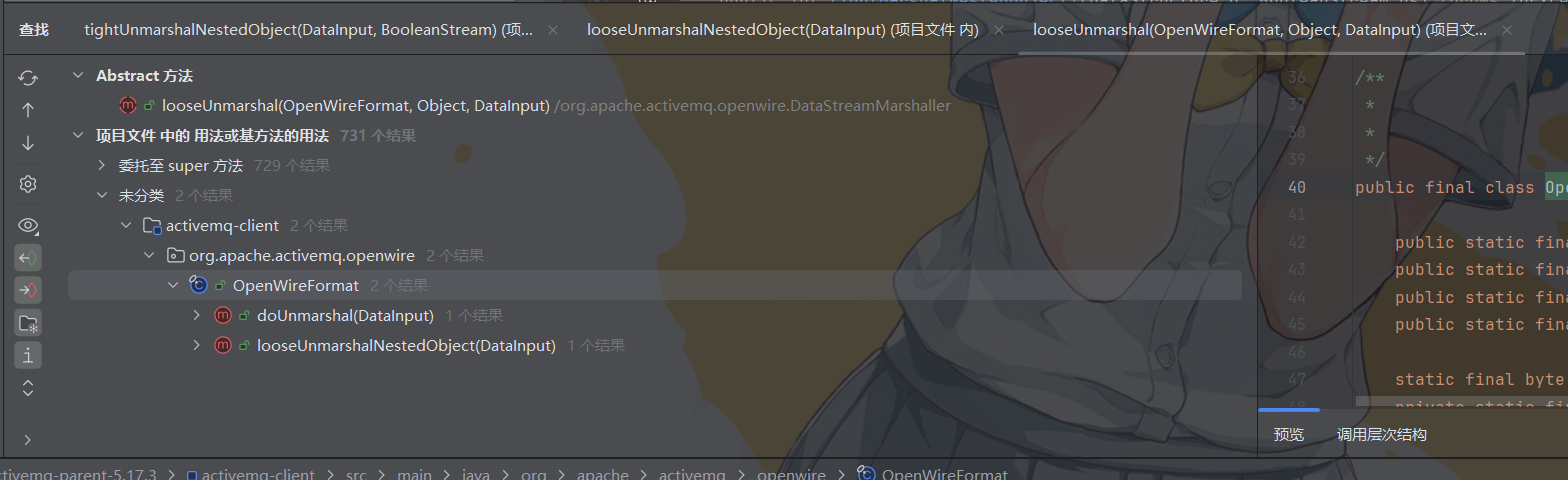 查找 tightUnmarshalNestedObject(DataInput, BooleanStream) (项... looseUnmarshalNestedObject(DataInput) (项目文件 内) looseUnmarshal(OpenWireFormat, Object, DataInput) (项目文...
Abstract 方法
looseUnmarshal(OpenWireFormat, Object, DataInput) /org.apache.activemq.openwire.DataStreamMarshaller
项目文件 中的 用法或基方法的用法 731 个结果
委托至 super 方法 729 个结果
未分类 2 个结果
activemq-client 2 个结果
org.apache.activemq.openwire 2 个结果
OpenWireFormat 2 个结果
doUnmarshal(DataInput) 1 个结果
looseUnmarshalNestedObject(DataInput) 1 个结果
36 /**
37 *
38 *
39 */
40 public final class Ope
41
42 public static fina
43 public static fina
44 public static fina
45 public static fina
46
47 static final byte
48 private static fin
预览 调用层次结构
ctivemq-parent-5.17.3 > activemq-client > src > main > java > org > apache > activemq > openwire > OpenWireFormat